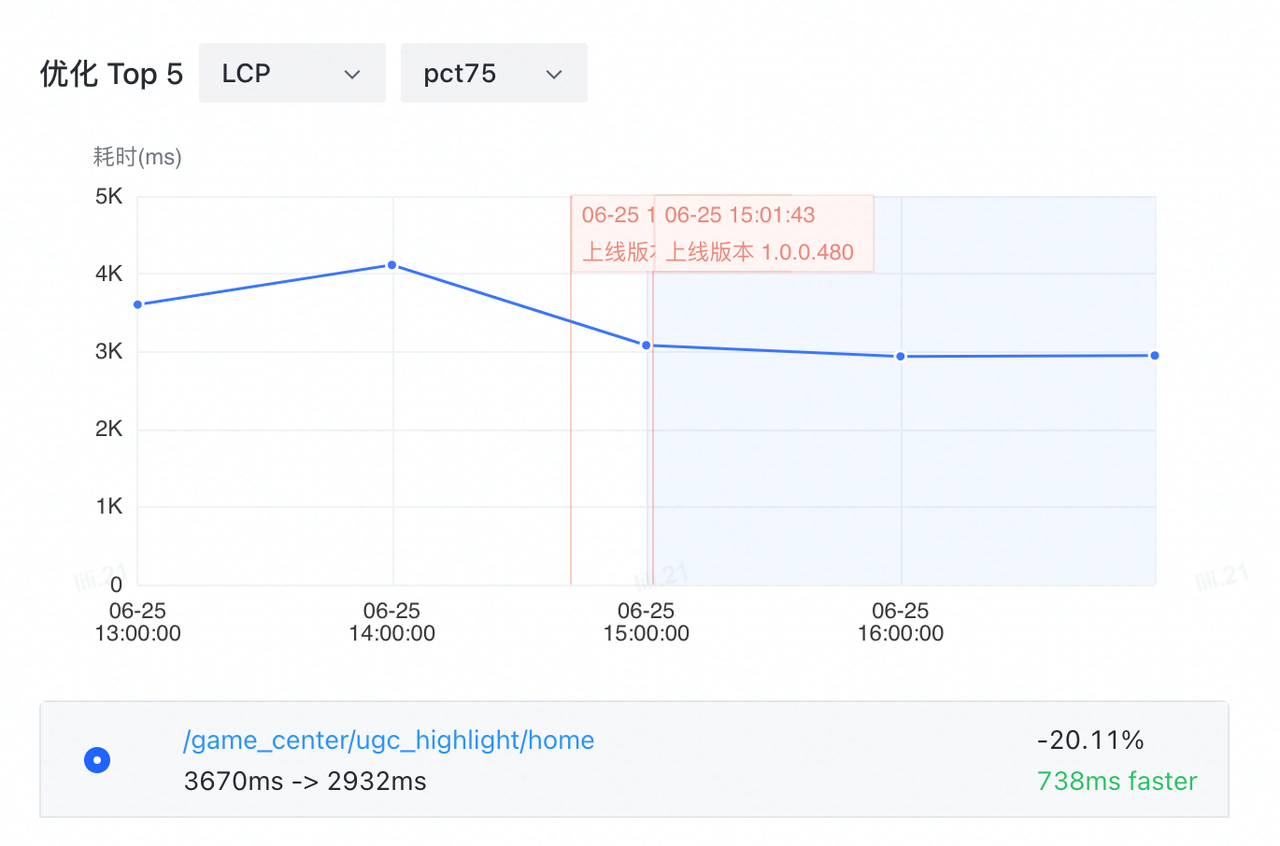 优化 Top 5 LCP pct75
耗时(ms)
5K
06-25 1
上线版
06-25 15:01:43
上线版本 1.0.0.480
4K
3K
2K
1K
0
06-25
13:00:00
06-25
14:00:00
06-25
15:00:00
06-25
16:00:00
/game_center/ugc_highlight/home
-20.11%
3670ms -> 2932ms
738ms faster